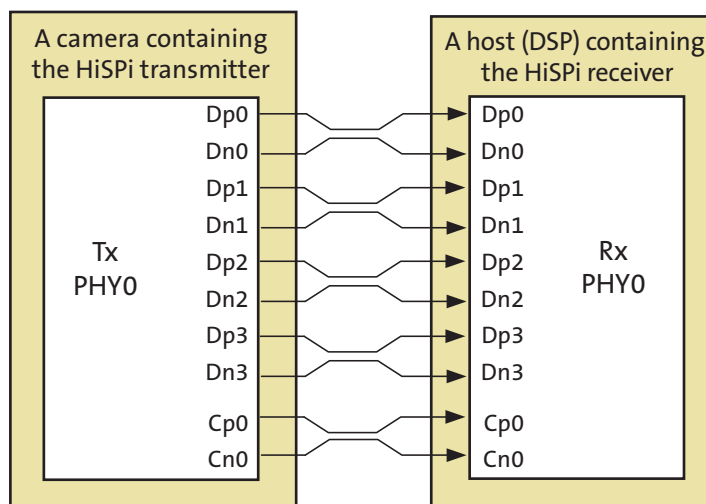 A camera containing
the HiSPi transmitter
A host (DSP) containing
the HiSPi receiver
Dp0
Dn0
Dp1
Dn1
Dp2
Dn2
Dp3
Dn3
Cp0
Cn0
Tx
PHY0
Dp0
Dn0
Dp1
Dn1
Dp2
Dn2
Dp3
Dn3
Cp0
Cn0
Rx
PHY0